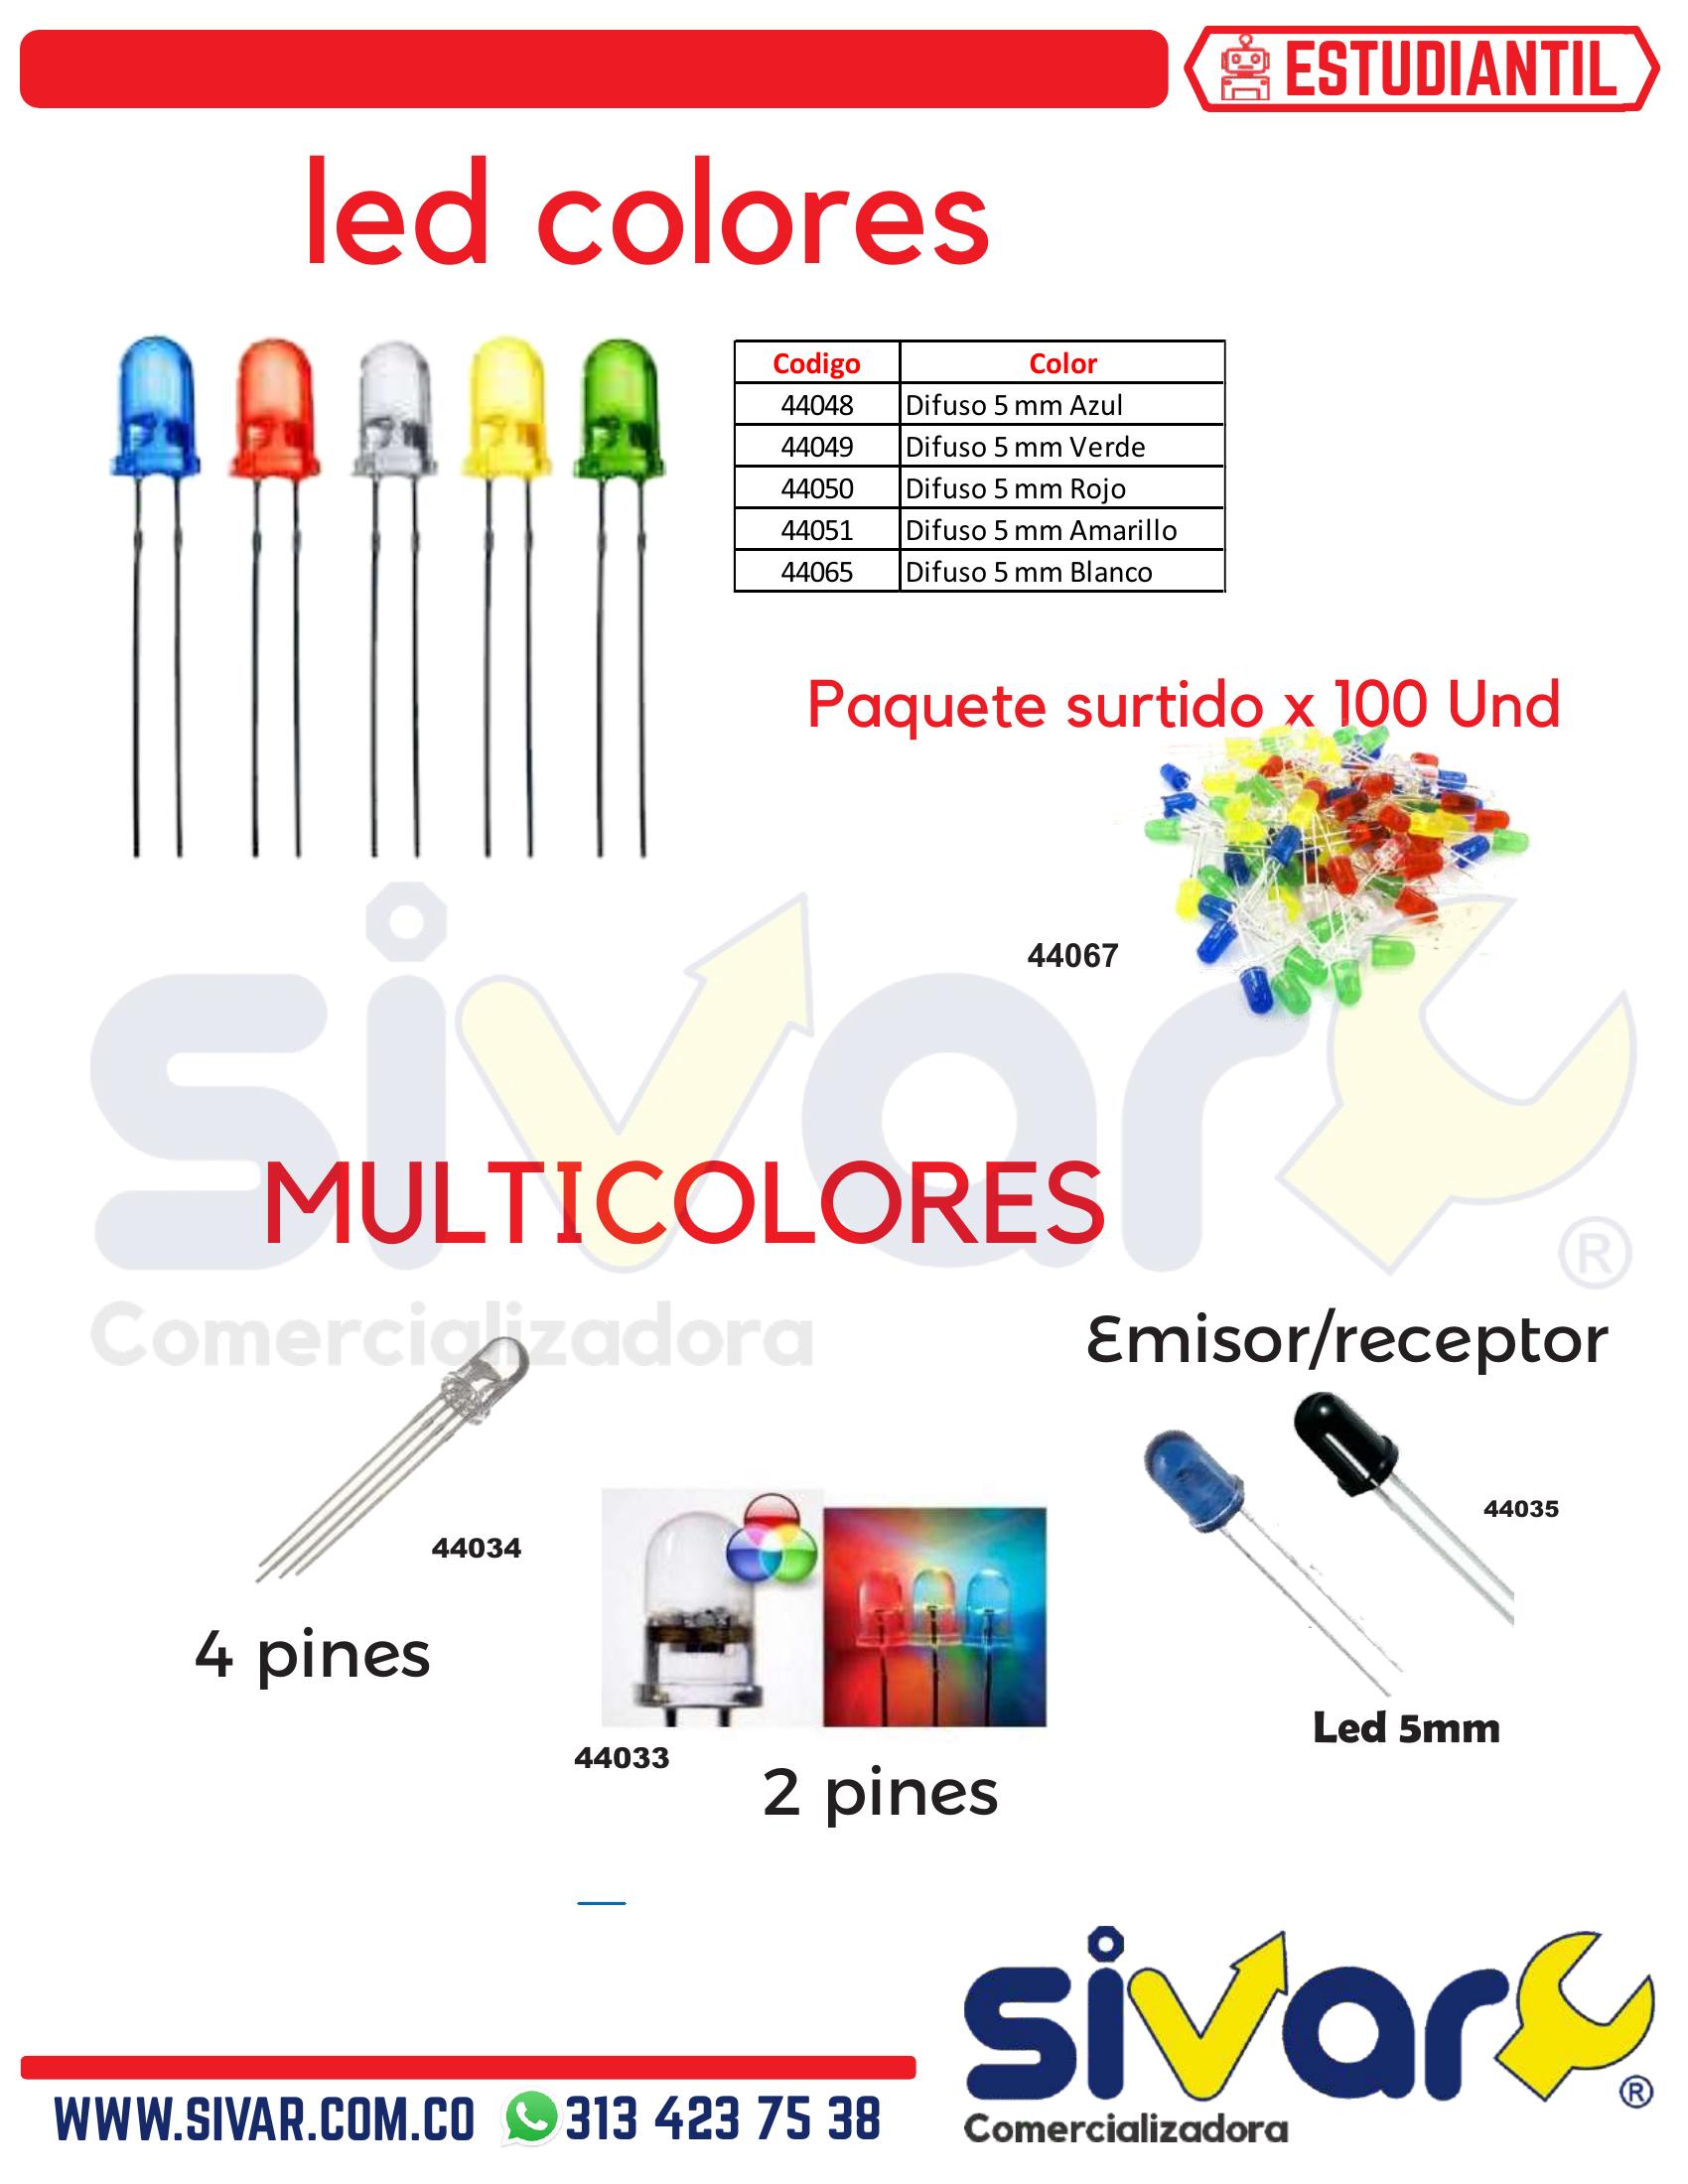 ESTUDIANTIL
led colores
Codigo Color
44048 Difuso 5 mm Azul
44049 Difuso 5 mm Verde
44050 Difuso 5 mm Rojo
44051 Difuso 5 mm Amarillo
44065 Difuso 5 mm Blanco
Paquete surtido x 100 Und
44067
sivar
®
MULTICOLORES
Comercializadora
Emisor/receptor
44035
44034
4 pines
Led 5mm
44033
2 pines
sivar
®
Comercializadora
WWW.SIVAR.COM.CO 313 423 75 38